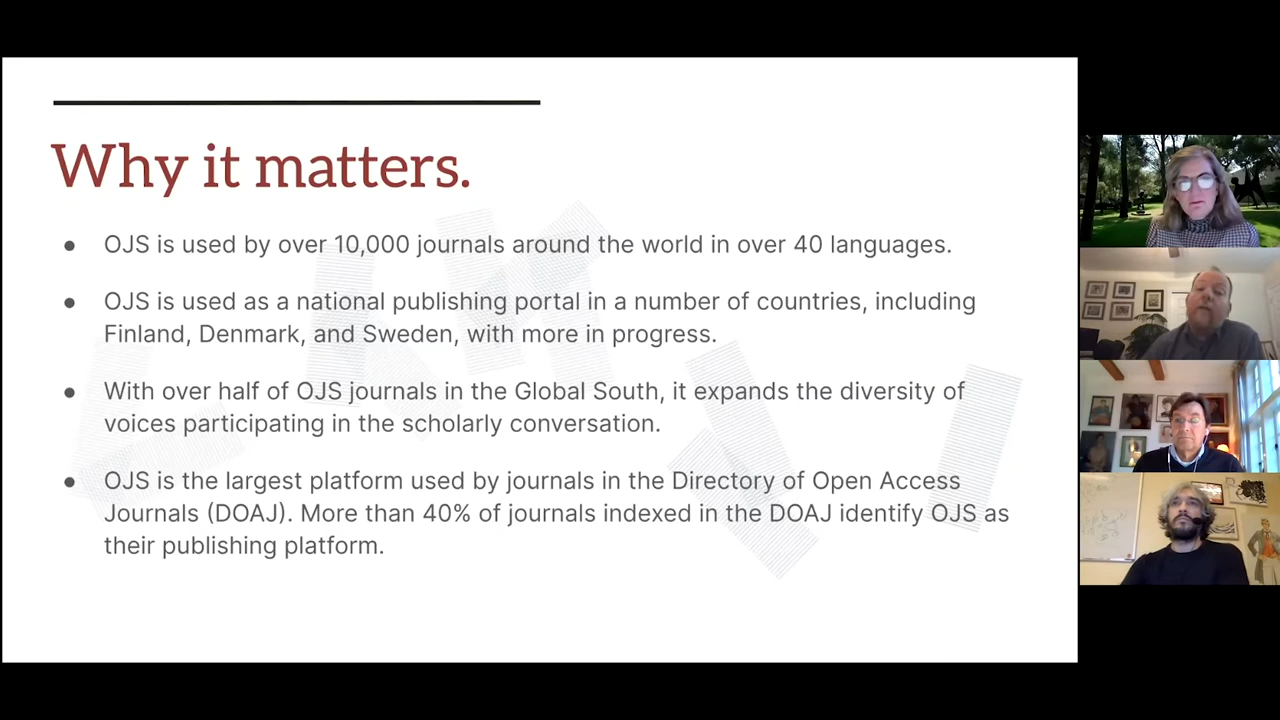 Why it matters.
● OJS is used by over 10,000 journals around the world in over 40 languages.
● OJS is used as a national publishing portal in a number of countries, including
Finland, Denmark, and Sweden, with more in progress.
● With over half of OJS journals in the Global South, it expands the diversity of
voices participating in the scholarly conversation.
● OJS is the largest platform used by journals in the Directory of Open Access
Journals (DOAJ). More than 40% of journals indexed in the DOAJ identify OJS as
their publishing platform.